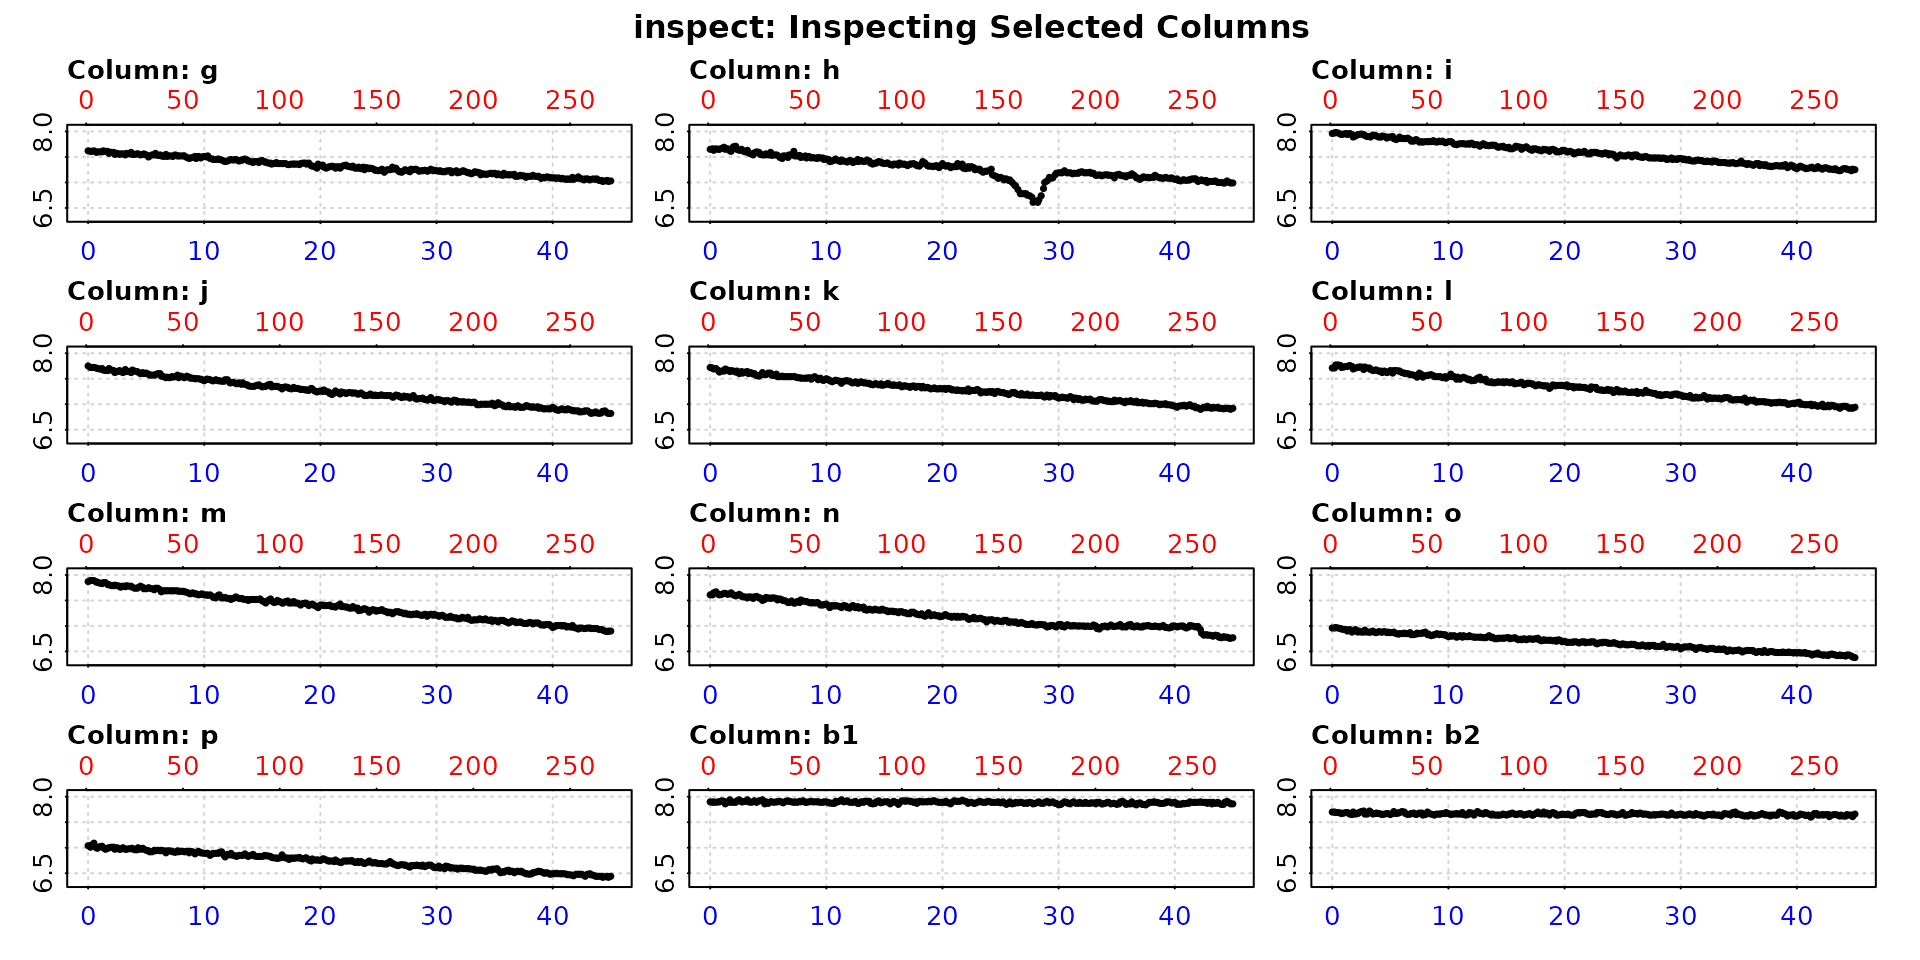 inspect: Inspecting Selected Columns
Column: g Column: h Column: i
0 50 100 150 200 250 0 50 100 150 200 250 0 50 100 150 200 250
8.0 8.0 8.0
6.5 6.5 6.5
0 10 20 30 40 0 10 20 30 40 0 10 20 30 40
Column: j Column: k Column: l
0 50 100 150 200 250 0 50 100 150 200 250 0 50 100 150 200 250
8.0 8.0 8.0
6.5 6.5 6.5
0 10 20 30 40 0 10 20 30 40 0 10 20 30 40
Column: m Column: n Column: o
0 50 100 150 200 250 0 50 100 150 200 250 0 50 100 150 200 250
8.0 8.0 8.0
6.5 6.5 6.5
0 10 20 30 40 0 10 20 30 40 0 10 20 30 40
Column: p Column: b1 Column: b2
0 50 100 150 200 250 0 50 100 150 200 250 0 50 100 150 200 250
8.0 8.0 8.0
6.5 6.5 6.5
0 10 20 30 40 0 10 20 30 40 0 10 20 30 40